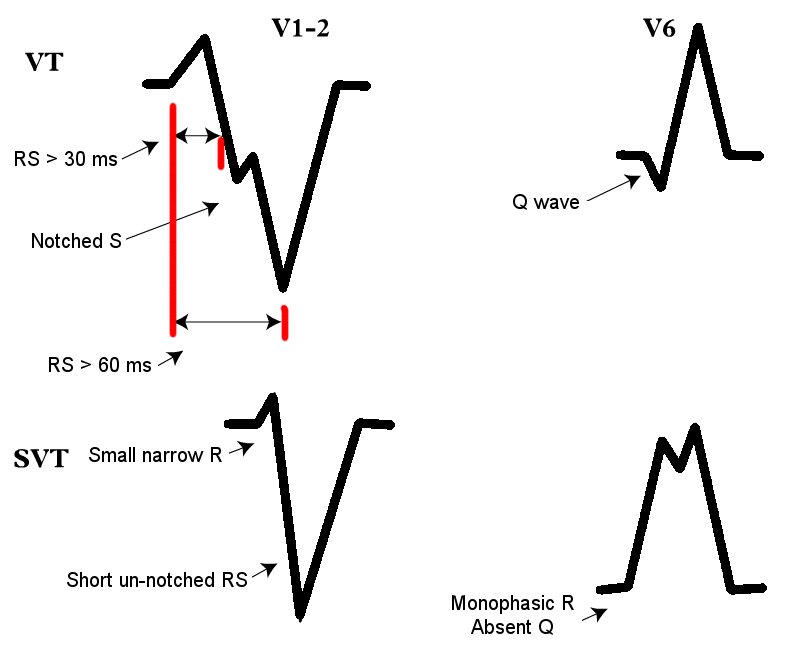 V1-2
V6
VT
RS > 30 ms
Q wave
Notched S
RS > 60 ms
SVT
Small narrow R
Short un-notched RS
Monophasic R
Absent Q